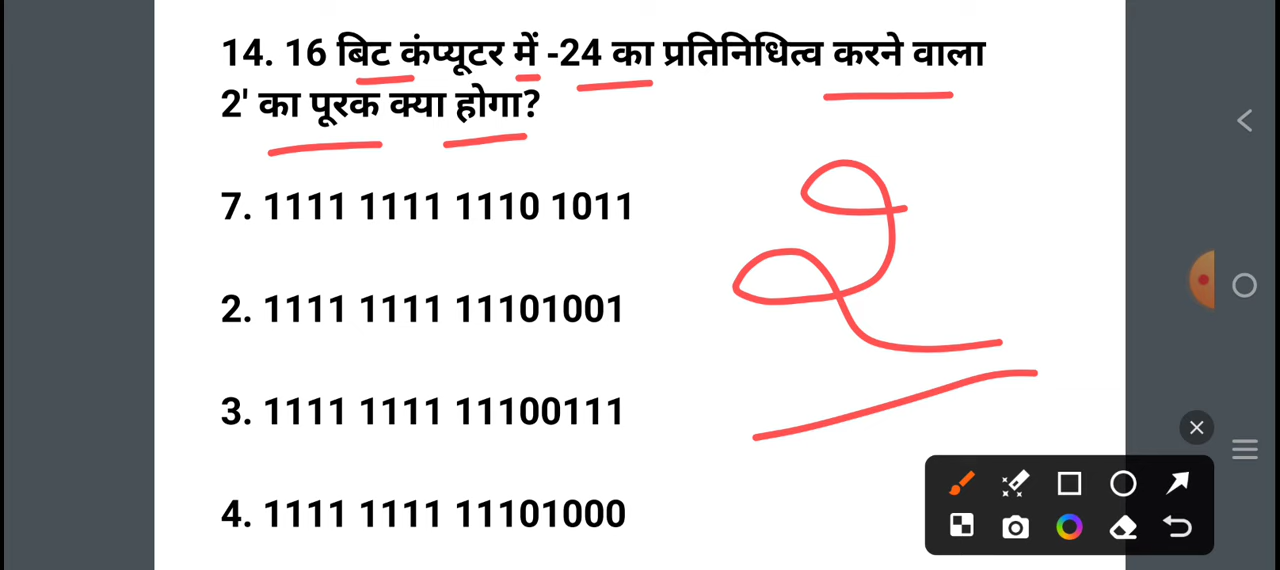 14. 16 बिट कंप्यूटर में -24 का प्रतिनिधित्व करने वाला
2' का पूरक क्या होगा?
7. 1111 1111 1110 1011
2. 1111 1111 11101001
3. 1111 1111 11100111
4. 1111 1111 11101000